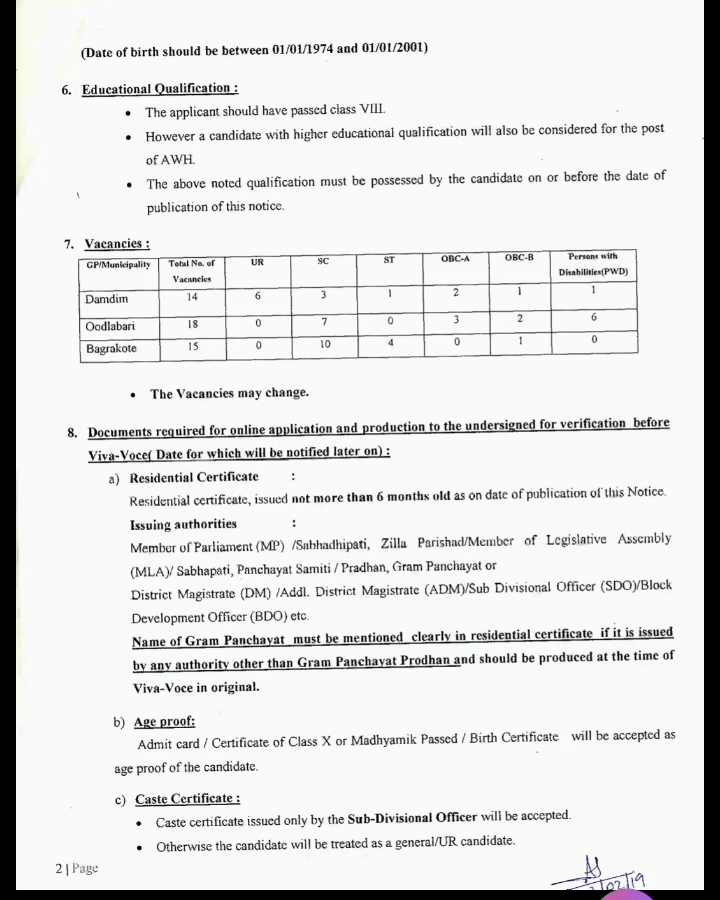 (Date of birth should be between 01/01/1974 and 01/01/2001)
6. Educational Qualification :
• The applicant should have passed class VIII.
• However a candidate with higher educational qualification will also be considered for the post
of AWH.
• The above noted qualification must be possessed by the candidate on or before the date of
publication of this notice.
7. Vacancies :
GP/Municipality Total No. of Vacancies UR SC ST OBC-A OBC-B Persons with Disabilities(PWD)
Damdim 14 6 3 1 2 1 1
Oodlabari 18 0 7 0 3 2 6
Bagrakote 15 0 10 4 0 1 0
• The Vacancies may change.
8. Documents required for online application and production to the undersigned for verification before
Viva-Voce( Date for which will be notified later on) :
a) Residential Certificate :
Residential certificate, issued not more than 6 months old as on date of publication of this Notice.
Issuing authorities :
Member of Parliament (MP) /Sabhadhipati, Zilla Parishad/Member of Legislative Assembly
(MLA)/ Sabhapati, Panchayat Samiti / Pradhan, Gram Panchayat or
District Magistrate (DM) /Addl. District Magistrate (ADM)/Sub Divisional Officer (SDO)/Block
Development Officer (BDO) etc.
Name of Gram Panchayat must be mentioned clearly in residential certificate if it is issued
by any authority other than Gram Panchayat Prodhan and should be produced at the time of
Viva-Voce in original.
b) Age proof:
Admit card / Certificate of Class X or Madhyamik Passed / Birth Certificate will be accepted as
age proof of the candidate.
c) Caste Certificate :
• Caste certificate issued only by the Sub-Divisional Officer will be accepted.
• Otherwise the candidate will be treated as a general/UR candidate.
2 | Page
/02/19